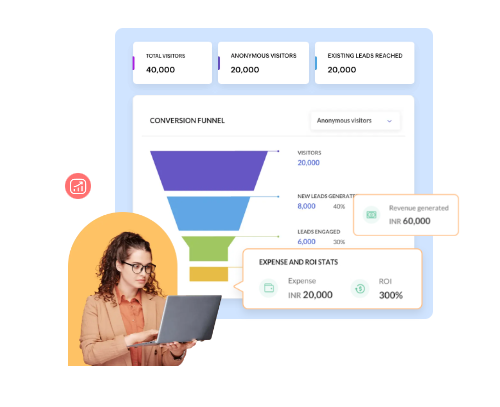 TOTAL VISITORS
40,000
ANONYMOUS VISITORS
20,000
EXISTING LEADS REACHED
20,000
CONVERSION FUNNEL
Anonymous visitors
VISITORS
20,000
NEW LEADS GENERATE
8,000 40%
Revenue generated
INR 60,000
LEADS ENGAGED
6,000 30%
EXPENSE AND ROI STATS
Expense
INR 20,000
ROI
300%